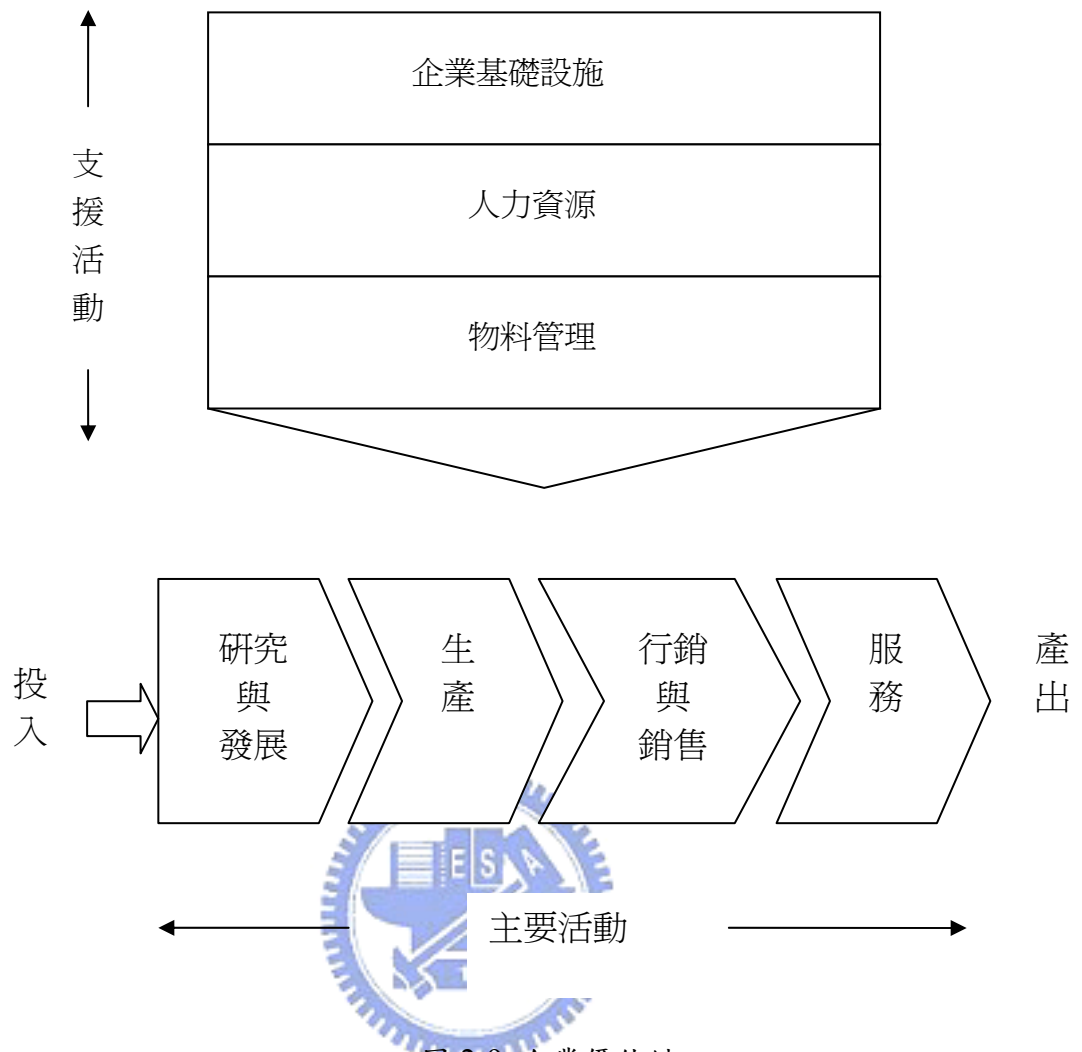 企業基礎設施
支援活動
人力資源
物料管理
投入
研究
與
發展
生產
行銷
與
銷售
服務
產出
ESA
主要活動